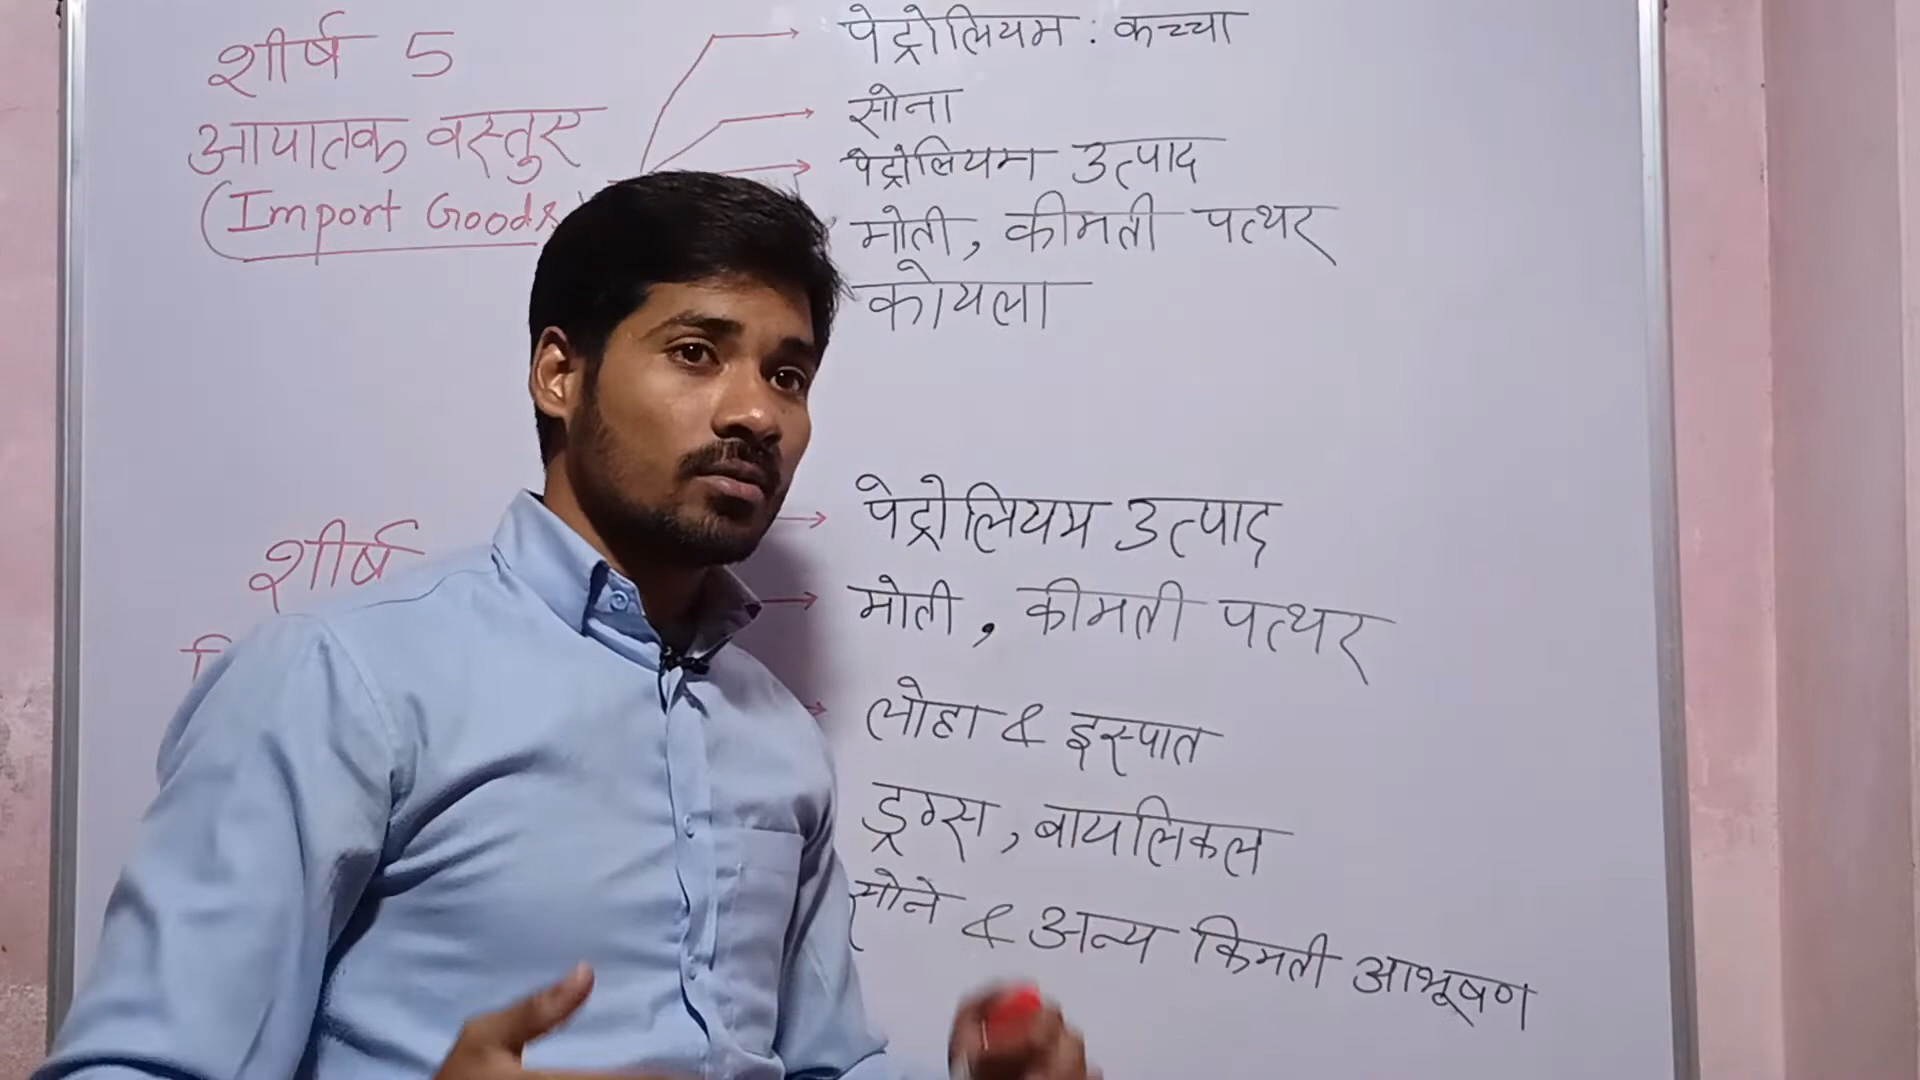 शीर्ष 5
आयातक वस्तुए
(Import Goods)
पेट्रोलियम : कच्चा
सोना
पेट्रोलियम उत्पाद
मोती, कीमती पत्थर
कोयला
शीर्ष
पेट्रोलियम उत्पाद
मोती, कीमती पत्थर
लोहा & इस्पात
ड्रग्स, बायलिकल
सोने & अन्य किमती आभूषण